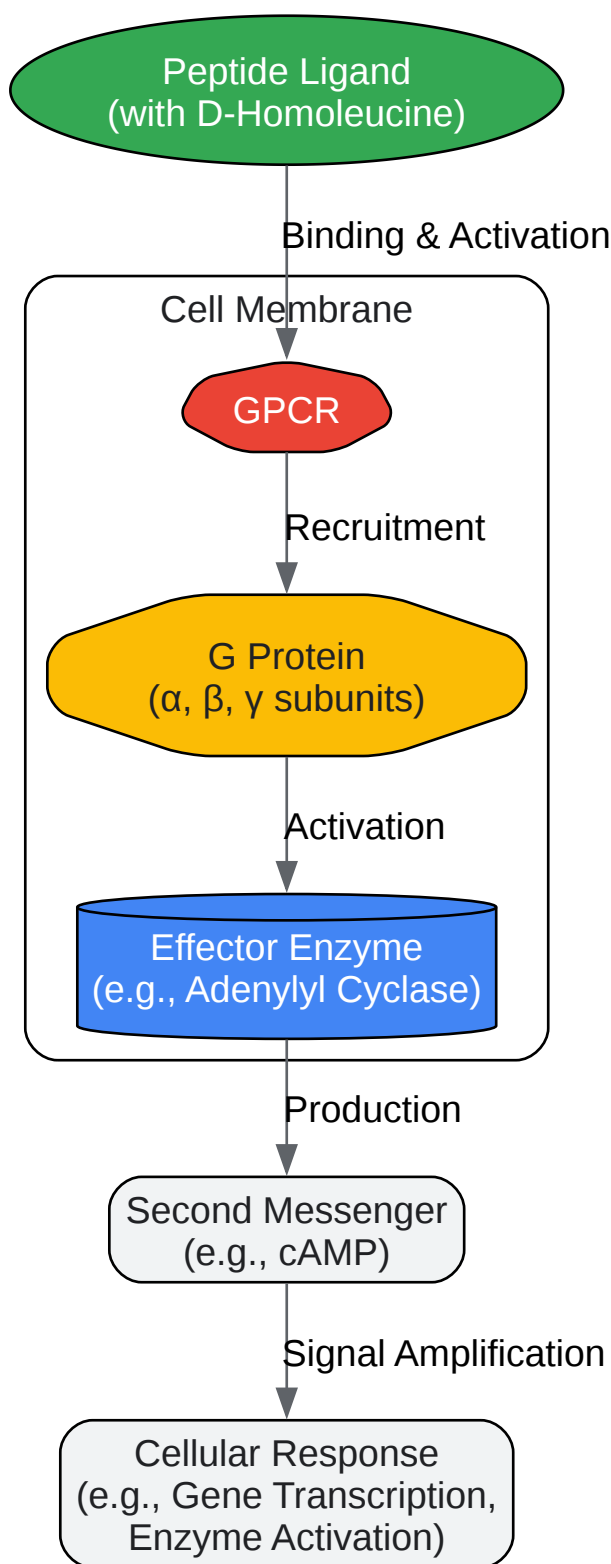 Peptide Ligand
(with D-Homoleucine)
Binding & Activation
Cell Membrane
GPCR
Recruitment
G Protein
(α, β, γ subunits)
Activation
Effector Enzyme
(e.g., Adenylyl Cyclase)
Production
Second Messenger
(e.g., cAMP)
Signal Amplification
Cellular Response
(e.g., Gene Transcription,
Enzyme Activation)